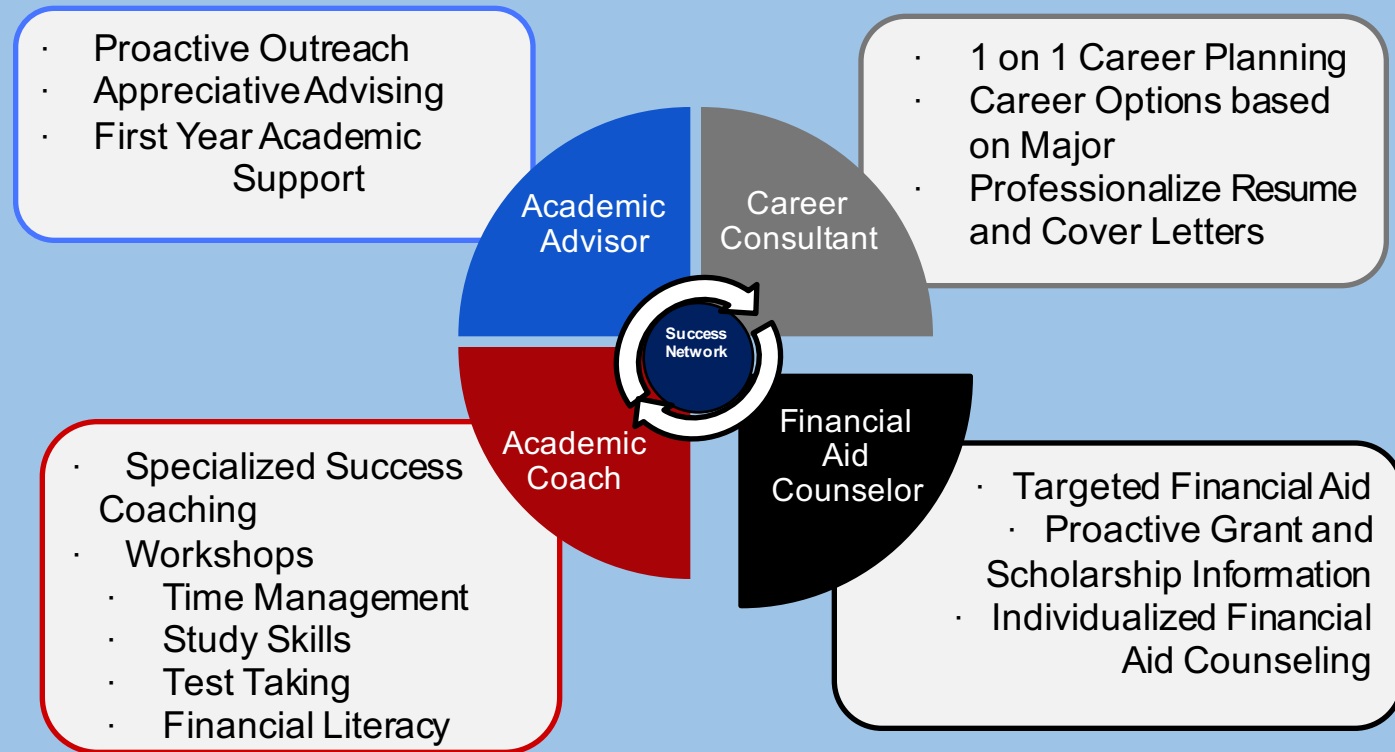 · Proactive Outreach
· Appreciative Advising
· First Year Academic
Support
· 1 on 1 Career Planning
· Career Options based
on Major
· Professionalize Resume
and Cover Letters
Academic
Advisor
Career
Consultant
Success
Network
Academic
Coach
Financial
Aid
Counselor
· Specialized Success
Coaching
· Workshops
· Time Management
· Study Skills
· Test Taking
· Financial Literacy
· Targeted Financial Aid
· Proactive Grant and
Scholarship Information
· Individualized Financial
Aid Counseling